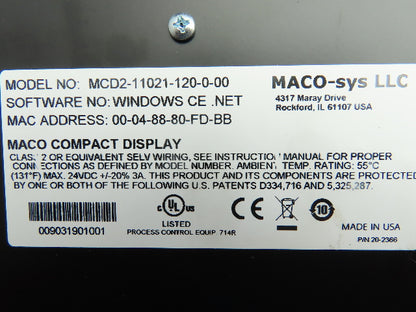 MODEL NO: MCD2-11021-120-0-00
SOFTWARE NO: WINDOWS CE .NET
MAC ADDRESS: 00-04-88-80-FD-BB
MACO-sys LLC
4317 Maray Drive
Rockford, IL 61107 USA
MACO COMPACT DISPLAY
CLASS 2 OR EQUIVALENT SELV WIRING, SEE INSTRUCTION MANUAL FOR PROPER
CONNECTIONS AS DEFINED BY MODEL NUMBER. AMBIENT TEMP. RATING: 55°C
(131°F) MAX. 24VDC +/-20% 3A. THIS PRODUCT AND ITS COMPONENTS ARE PROTECTED
BY ONE OR BOTH OF THE FOLLOWING U.S. PATENTS D334,716 AND 5,325,287.
009031901001
C UL US
LISTED
PROCESS CONTROL EQUIP. 714R
CE
10
MADE IN USA
P/N 20-2366